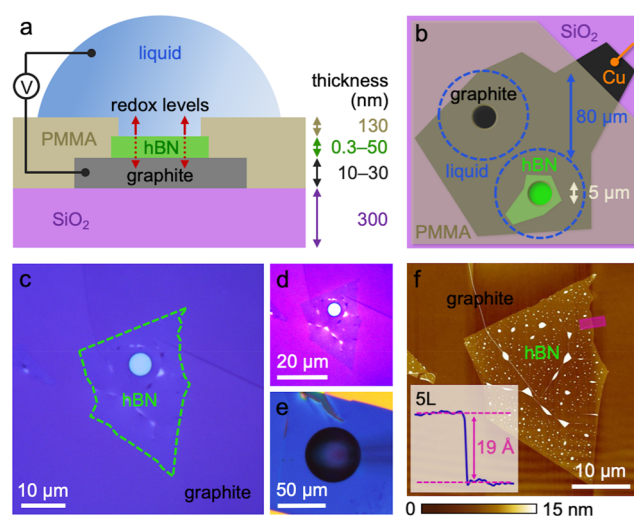 a
liquid
V
redox levels
thickness
(nm)
PMMA
130
hBN
0.3–50
graphite
10–30
SiO2
300
b
SiO2
Cu
graphite
80 μm
hBN
liquid
5 μm
PMMA
c
hBN
10 μm
graphite
d
20 μm
e
50 μm
f
graphite
hBN
5L
19 Å
10 μm
0
15 nm